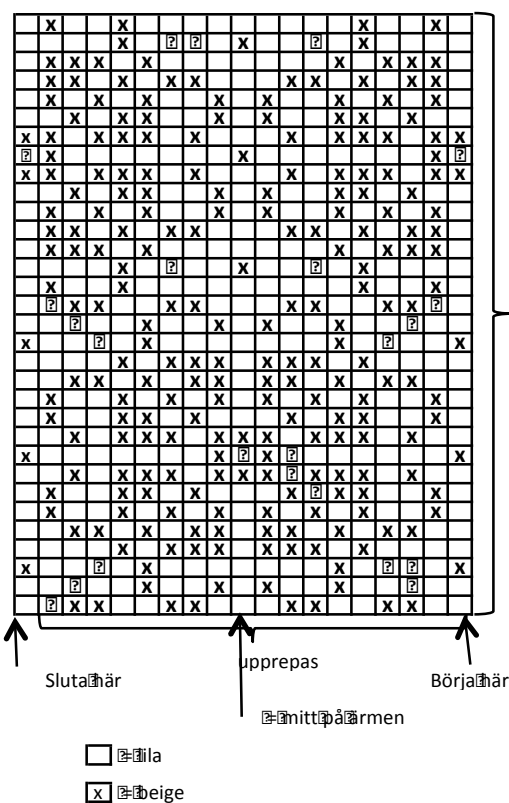 upprepas
Sluta här
Börja här
= mitt på ärmen
= lila
x = beige